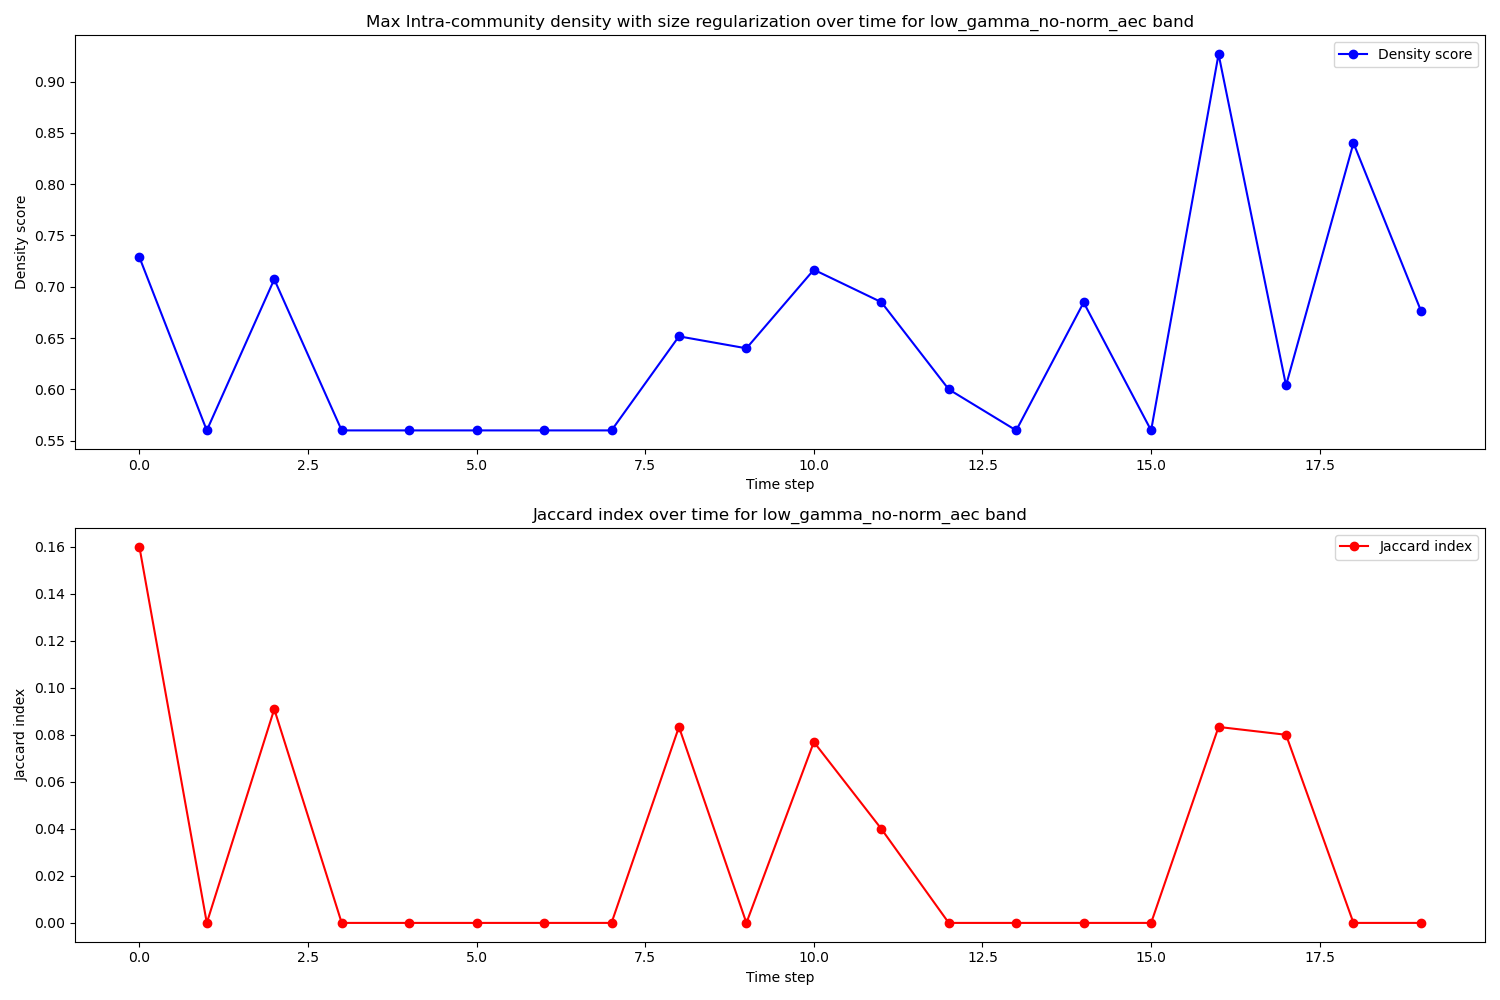 Max Intra-community density with size regularization over time for low_gamma_no-norm_aec band
Density score
0.90
0.85
0.80
0.75
0.70
0.65
0.60
0.55
Density score
0.0 2.5 5.0 7.5 10.0 12.5 15.0 17.5
Time step
Jaccard index over time for low_gamma_no-norm_aec band
Jaccard index
0.16
0.14
0.12
0.10
0.08
0.06
0.04
0.02
0.00
Jaccard index
0.0 2.5 5.0 7.5 10.0 12.5 15.0 17.5
Time step